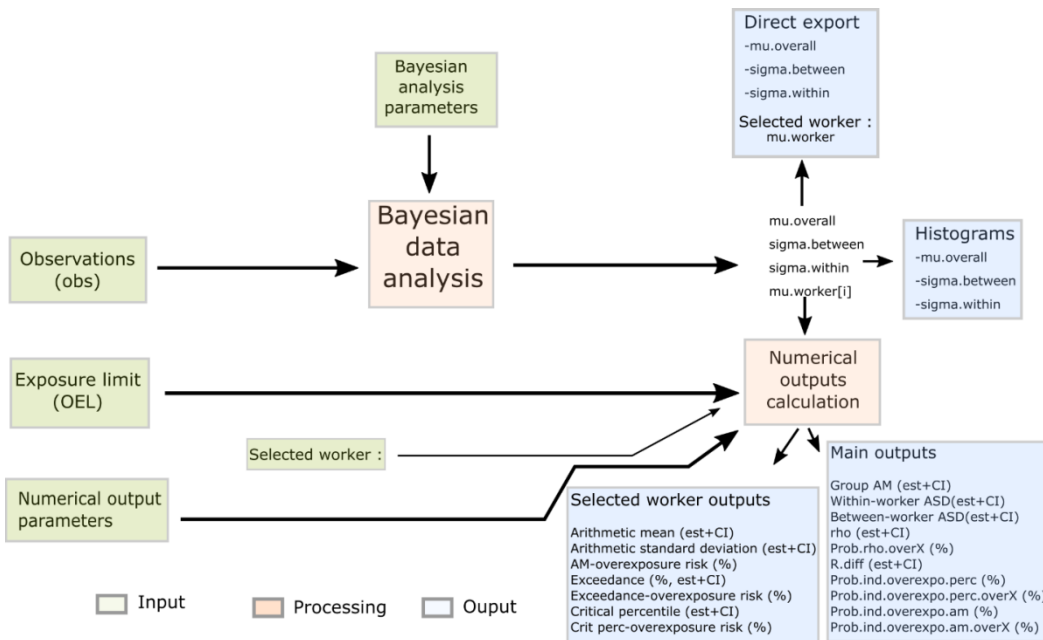 Direct export
-mu.overall
-sigma.between
-sigma.within
Selected worker :
mu.worker
Bayesian
analysis
parameters
Bayesian
data
analysis
Observations
(obs)
mu.overall
sigma.between
sigma.within
mu.worker[i]
Histograms
-mu.overall
-sigma.between
-sigma.within
Exposure limit
(OEL)
Numerical
outputs
calculation
Selected worker :
Numerical output
parameters
Selected worker outputs
Arithmetic mean (est+CI)
Arithmetic standard deviation (est+CI)
AM-overexposure risk (%)
Exceedance (%, est+CI)
Exceedance-overexposure risk (%)
Critical percentile (est+CI)
Crit perc-overexposure risk (%)
Main outputs
Group AM (est+CI)
Within-worker ASD(est+CI)
Between-worker ASD(est+CI)
rho (est+CI)
Prob.rho.overX (%)
R.diff (est+CI)
Prob.ind.overexpo.perc (%)
Prob.ind.overexpo.perc.overX (%)
Prob.ind.overexpo.am (%)
Prob.ind.overexpo.am.overX (%)
Input
Processing
Ouput